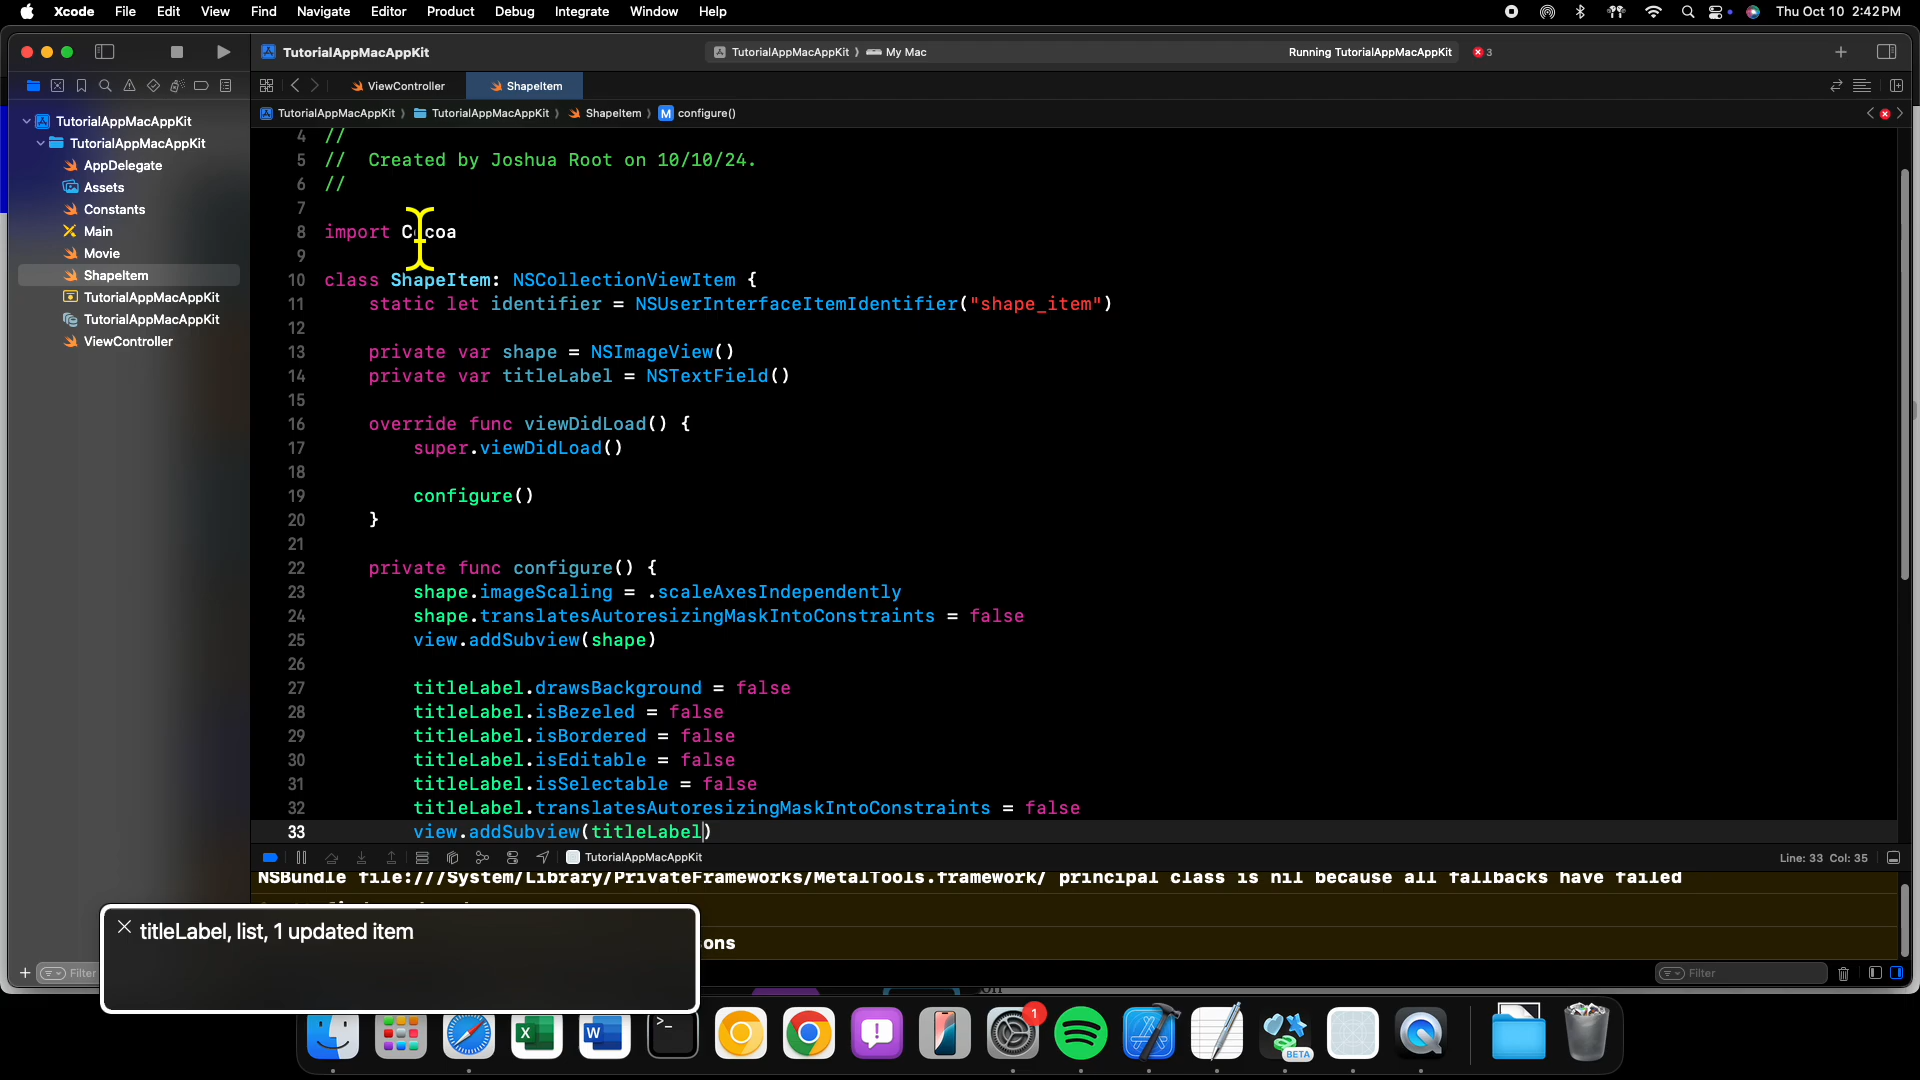 Xcode File Edit View Find Navigate Editor Product Debug Integrate Window Help Thu Oct 10 2:42 PM
TutorialAppMacAppKit TutorialAppMacAppKit My Mac Running TutorialAppMacAppKit 3
ViewController ShapeItem
TutorialAppMacAppKit TutorialAppMacAppKit ShapeItem M configure()
TutorialAppMacAppKit
TutorialAppMacAppKit
AppDelegate
Assets
Constants
Main
Movie
ShapeItem
TutorialAppMacAppKit
TutorialAppMacAppKit
ViewController
Filter
4 //
5 // Created by Joshua Root on 10/10/24.
6 //
7
8 import Cocoa
9
10 class ShapeItem: NSCollectionViewItem {
11 static let identifier = NSUserInterfaceItemIdentifier("shape_item")
12
13 private var shape = NSImageView()
14 private var titleLabel = NSTextField()
15
16 override func viewDidLoad() {
17 super.viewDidLoad()
18
19 configure()
20 }
21
22 private func configure() {
23 shape.imageScaling = .scaleAxesIndependently
24 shape.translatesAutoresizingMaskIntoConstraints = false
25 view.addSubview(shape)
26
27 titleLabel.drawsBackground = false
28 titleLabel.isBezeled = false
29 titleLabel.isBordered = false
30 titleLabel.isEditable = false
31 titleLabel.isSelectable = false
32 titleLabel.translatesAutoresizingMaskIntoConstraints = false
33 view.addSubview(titleLabel)
TutorialAppMacAppKit Line: 33 Col: 35
NSBundle file:///System/Library/PrivateFrameworks/MetalTools.framework/ principal class is nil because all fallbacks have failed
ons
Filter
titleLabel, list, 1 updated item
1
BETA